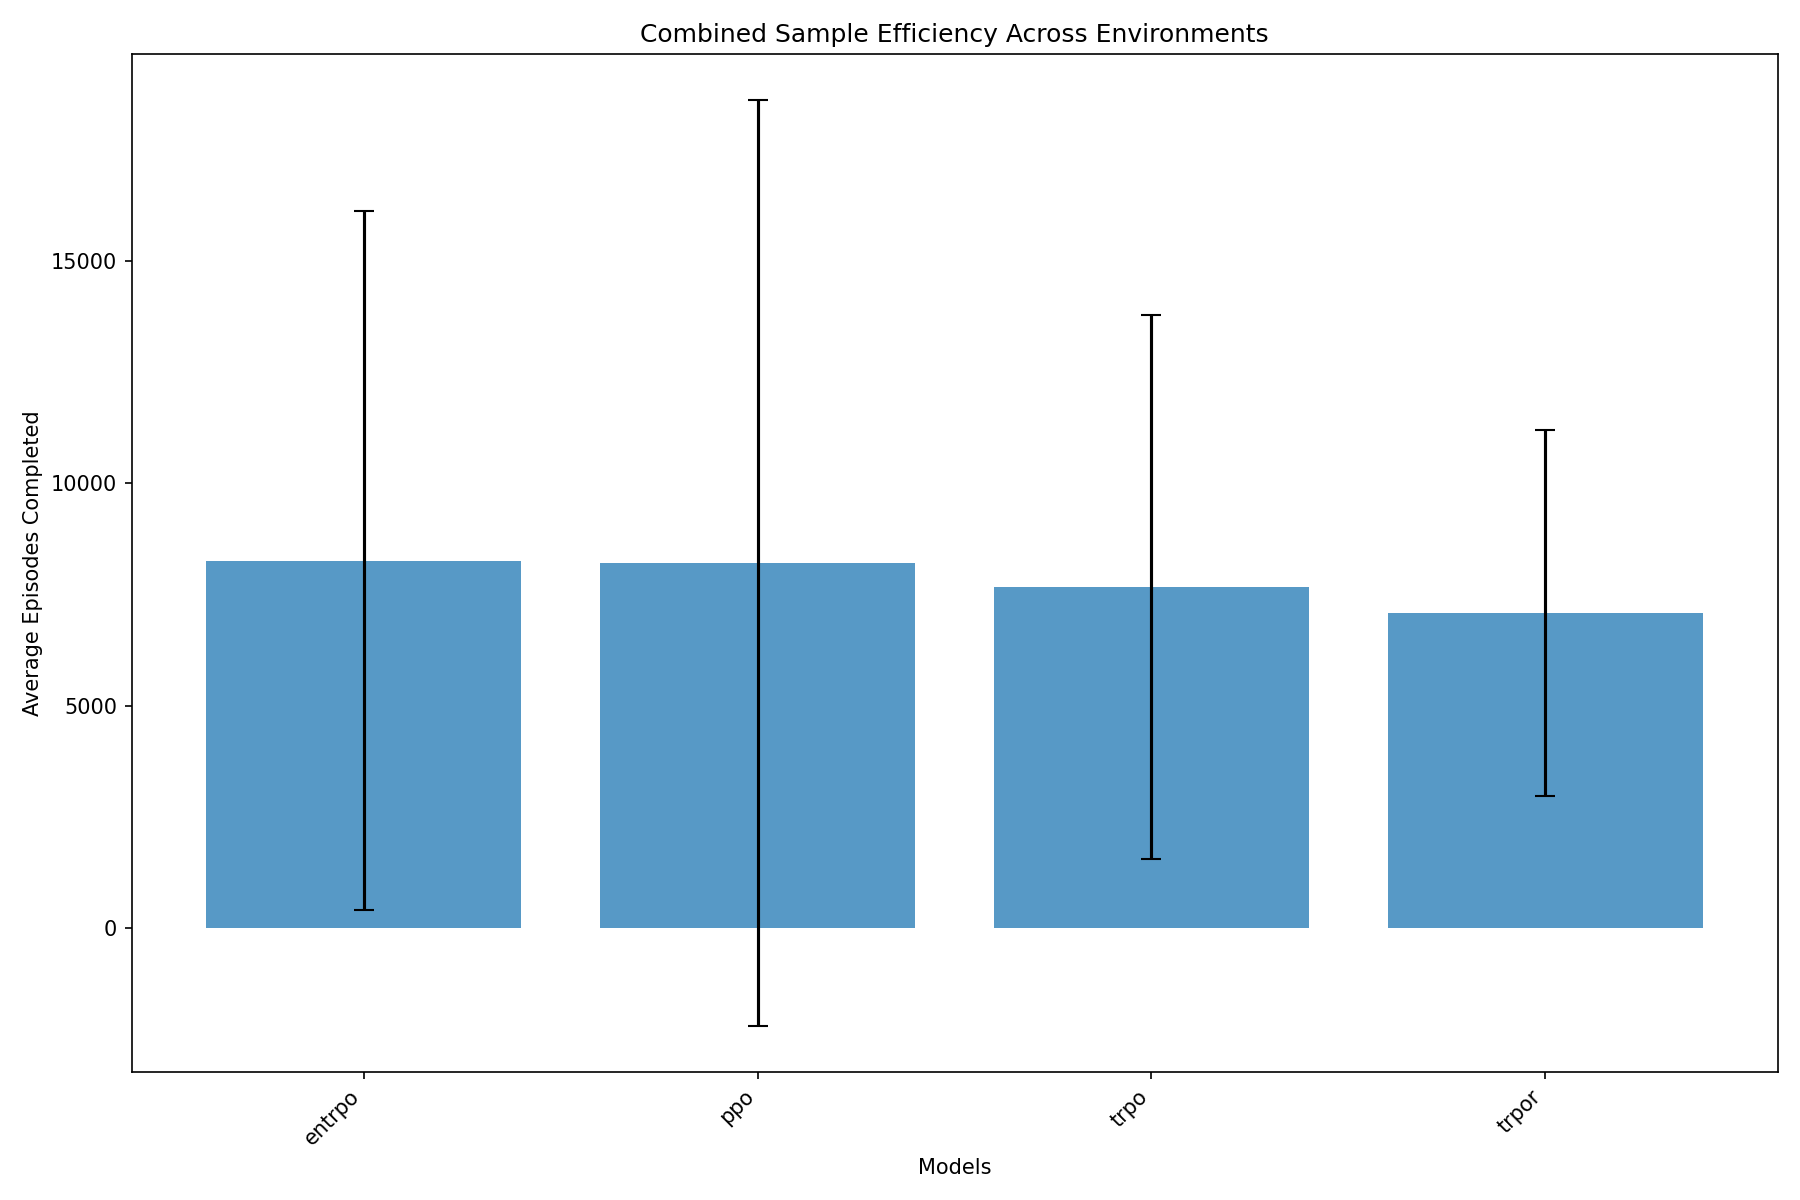 Combined Sample Efficiency Across Environments
Average Episodes Completed
15000
10000
5000
0
entrpo
ppo
trpo
trpor
Models